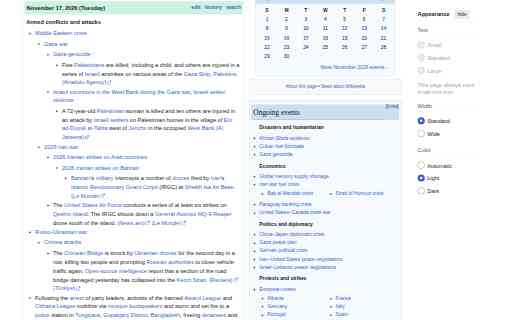 November 17, 2026 (Tuesday)
edit history watch
Armed conflicts and attacks
Middle Eastern crises
Gaza war
Gaza genocide
Five Palestinians are killed, including a child, and others are injured in a
series of Israeli airstrikes on various areas of the Gaza Strip, Palestine.
(Anadolu Agency)
Israeli incursions in the West Bank during the Gaza war, Israeli settler
violence
A 72-year-old Palestinian woman is killed and ten others are injured in
an attack by Israeli settlers on Palestinian homes in the village of
of Jericho in the occupied West Bank.
2026 Iran war
2026 Iranian strikes on Arab countries
2026 Iranian strikes on Bahrain
Bahrain's military intercepts a number of drones fired by Iran's
Islamic Revolutionary Guard Corps (IRGC) at Sheikh Isa Air Base.
(Le Monde)
The United States Air Force conducts a series of at least six strikes on
Qeshm Island. The IRGC shoots down a General Atomics MQ-9 Reaper
drone south of the island. (Le Monde)
Russo-Ukrainian war
Crimea attacks
The Crimean Bridge is struck by Ukrainian drones for the second day in a
row, killing two people and prompting Russian authorities to close vehicle
traffic again. Open-source intelligence report that a section of the road
bridge damaged yesterday has collapsed into the Kerch Strait. (Reuters)
Following the arrest of party leaders, activists of the banned Awami League and
Chhatra League mobilise via mosque loudspeakers and storm and set fire to a
police station in Tungipara, Gopalganj District, Bangladesh, freeing detainees and
S M T W T F S
1 2 3 4 5 6 7
8 9 10 11 12 13 14
15 16 17 18 19 20 21
22 23 24 25 26 27 28
29 30
More November 2026 events...
About this page • News about Wikipedia
Ongoing events
Disasters and humanitarian
Cuban fuel blockade
Gaza genocide
Economics
Global memory supply shortage
Iran war fuel crisis
Strait of Hormuz crisis
Paraguay banking crisis
United States–Canada trade war
Politics and diplomacy
China–Japan diplomatic crisis
Gaza peace plan
German political crisis
Iran–United States peace negotiations
Israel–Lebanon peace negotiations
Protests and strikes
European unrest
Albania
France
Germany
Italy
Portugal
Spain
Appearance hide
Text
Small
Standard
Large
This page always uses
small font size
Width
Standard
Wide
Color
Automatic
Light
Dark